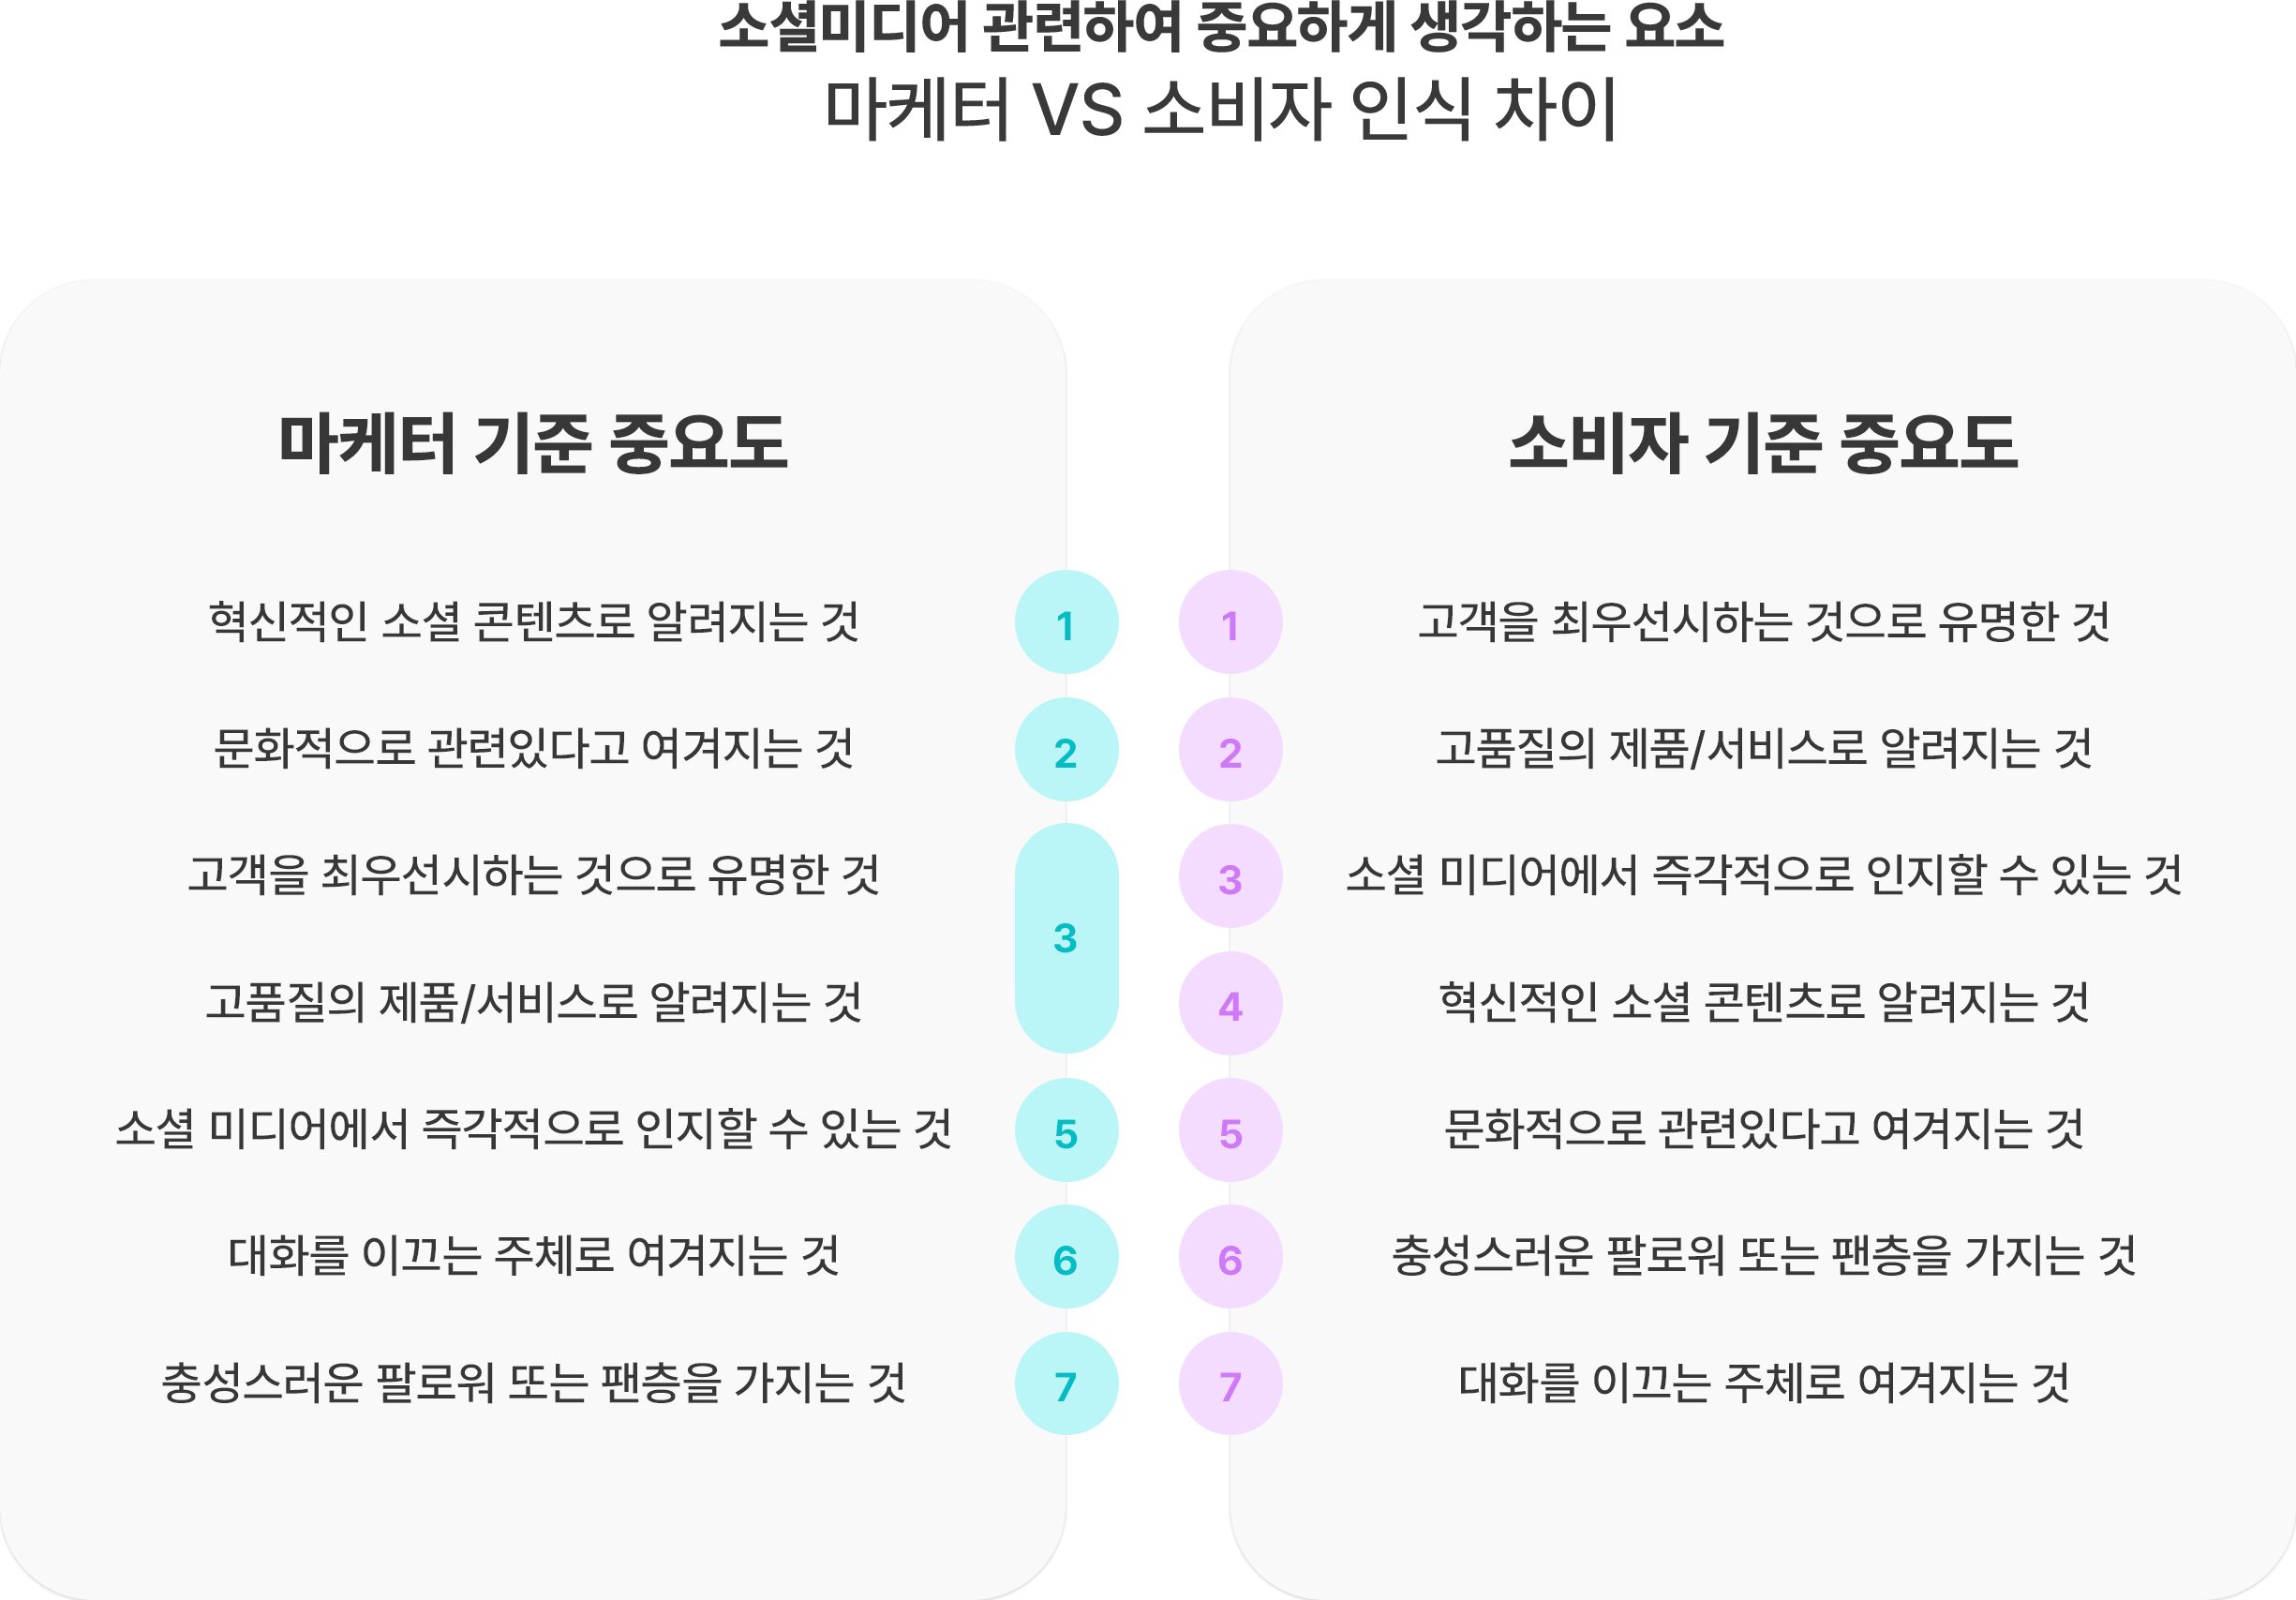 소셜미디어 관련하여 중요하게 생각하는 요소
마케터 VS 소비자 인식 차이
마케터 기준 중요도
혁신적인 소셜 콘텐츠로 알려지는 것 1
문화적으로 관련있다고 여겨지는 것 2
고객을 최우선시하는 것으로 유명한 것
3
고품질의 제품/서비스로 알려지는 것
소셜 미디어에서 즉각적으로 인지할 수 있는 것 5
대화를 이끄는 주체로 여겨지는 것 6
충성스러운 팔로워 또는 팬층을 가지는 것 7
소비자 기준 중요도
1 고객을 최우선시하는 것으로 유명한 것
2 고품질의 제품/서비스로 알려지는 것
3 소셜 미디어에서 즉각적으로 인지할 수 있는 것
4 혁신적인 소셜 콘텐츠로 알려지는 것
5 문화적으로 관련있다고 여겨지는 것
6 충성스러운 팔로워 또는 팬층을 가지는 것
7 대화를 이끄는 주체로 여겨지는 것